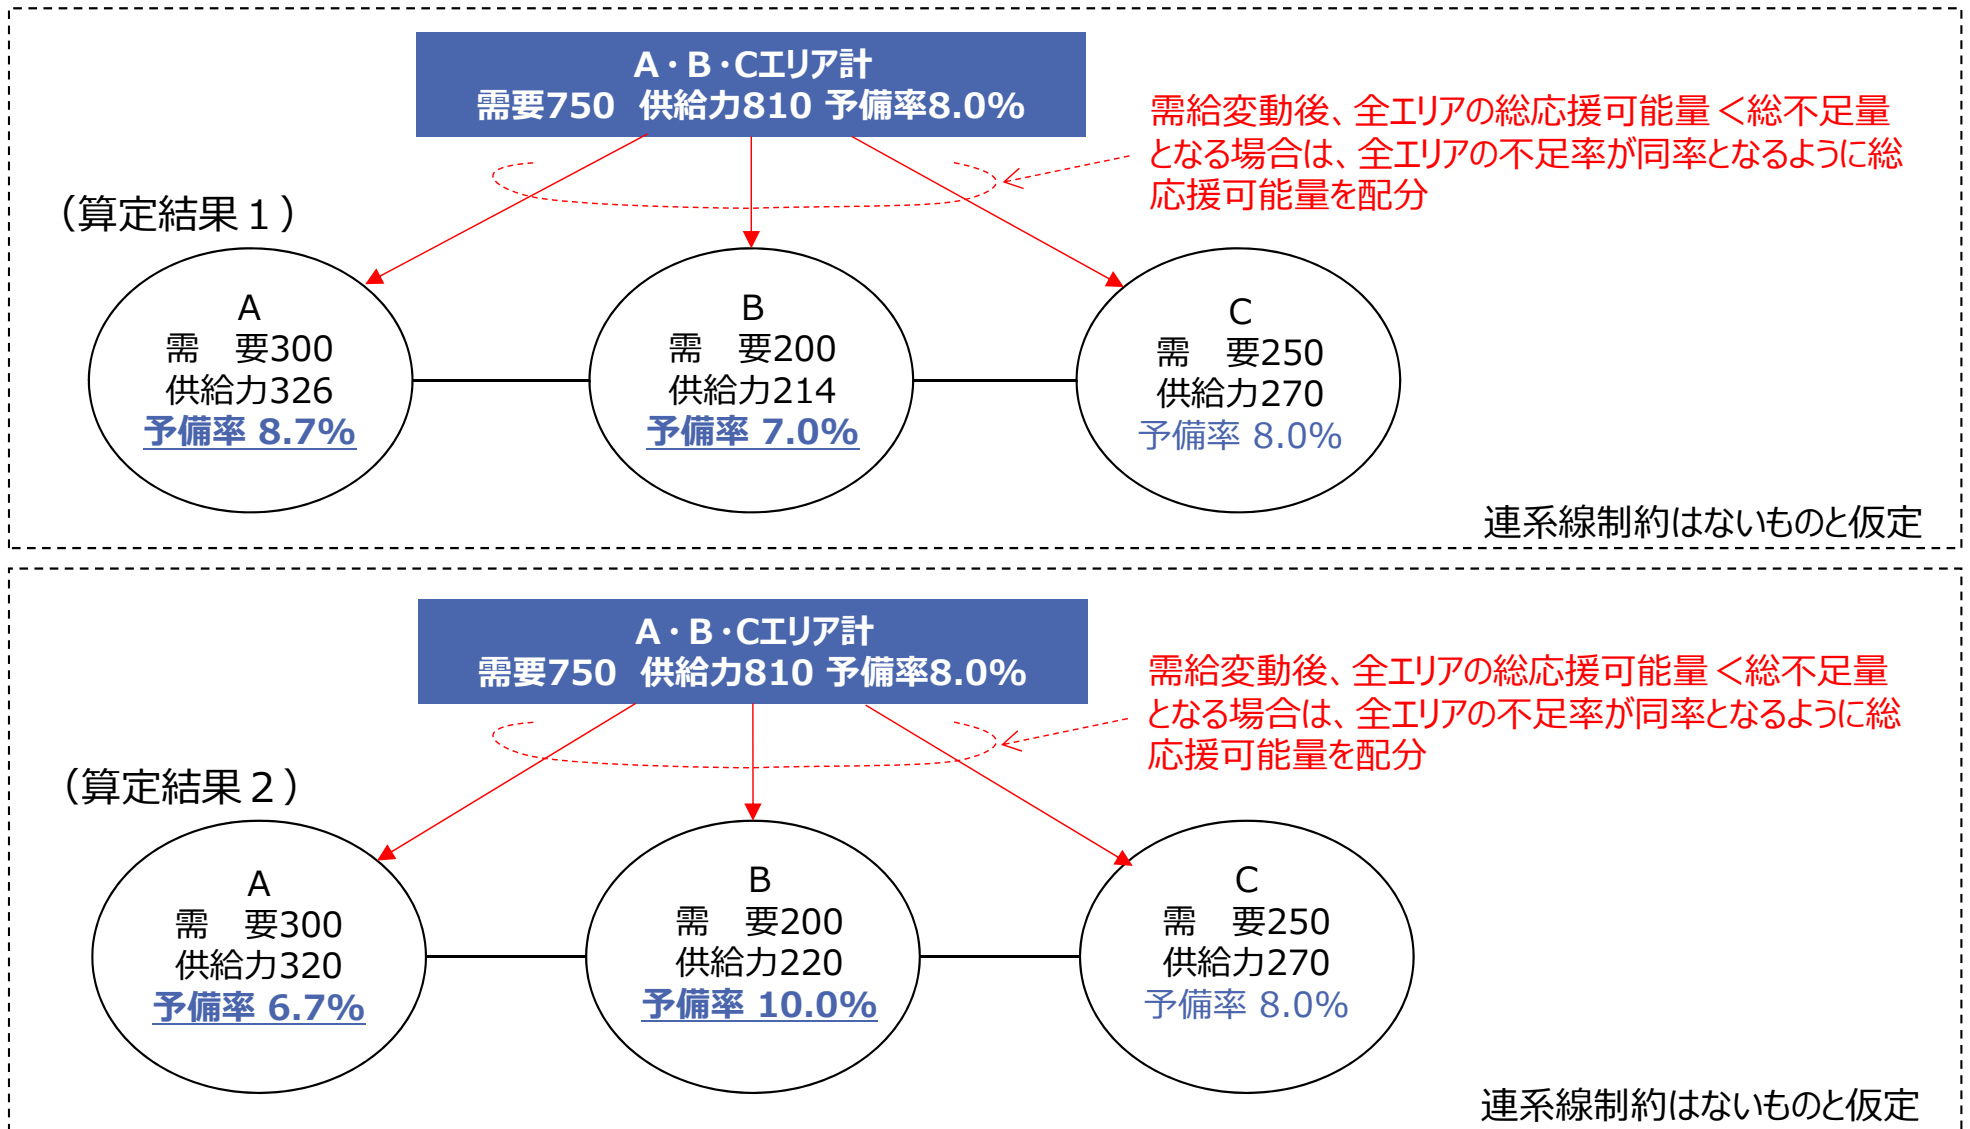 A・B・Cエリア計
需要750 供給力810 予備率8.0%
需給変動後、全エリアの総応援可能量＜総不足量
となる場合は、全エリアの不足率が同率となるように総
応援可能量を配分
（算定結果１）
A
需　要300
供給力326
予備率 8.7%
B
需　要200
供給力214
予備率 7.0%
C
需　要250
供給力270
予備率 8.0%
連系線制約はないものと仮定
A・B・Cエリア計
需要750 供給力810 予備率8.0%
需給変動後、全エリアの総応援可能量＜総不足量
となる場合は、全エリアの不足率が同率となるように総
応援可能量を配分
（算定結果２）
A
需　要300
供給力320
予備率 6.7%
B
需　要200
供給力220
予備率 10.0%
C
需　要250
供給力270
予備率 8.0%
連系線制約はないものと仮定